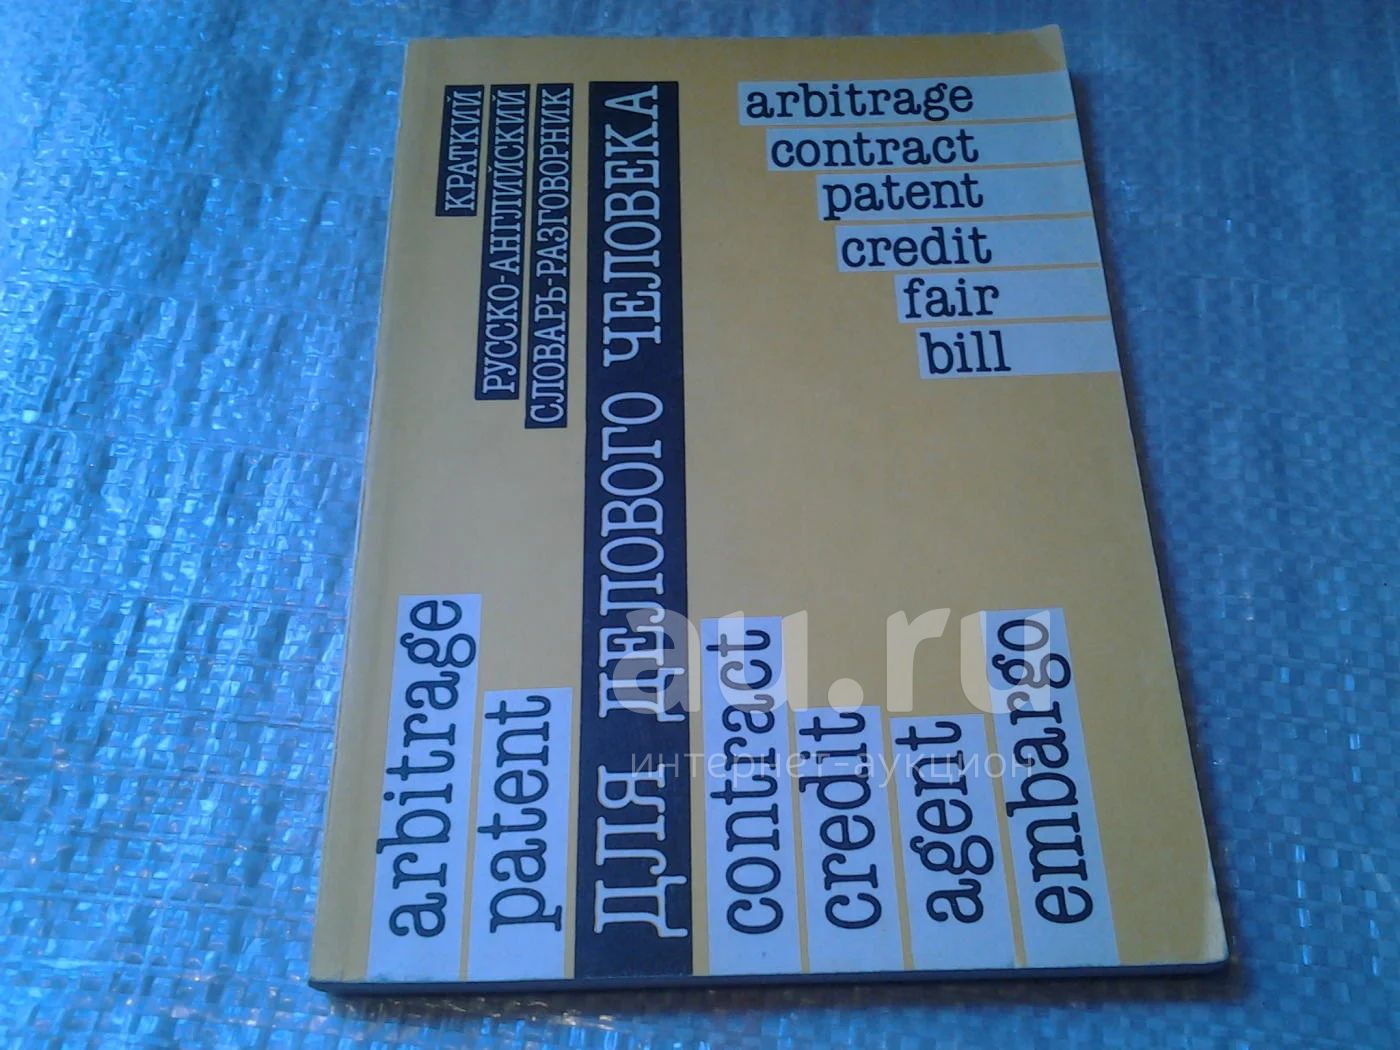 КРАТКИЙ
РУССКО-АНГЛИЙСКИЙ
СЛОВАРЬ-РАЗГОВОРНИК
ДЛЯ ДЕЛОВОГО ЧЕЛОВЕКА
arbitrage
contract
patent
credit
fair
bill
arbitrage
patent
contract
credit
agent
embargo
au.ru
интернет-аукцион